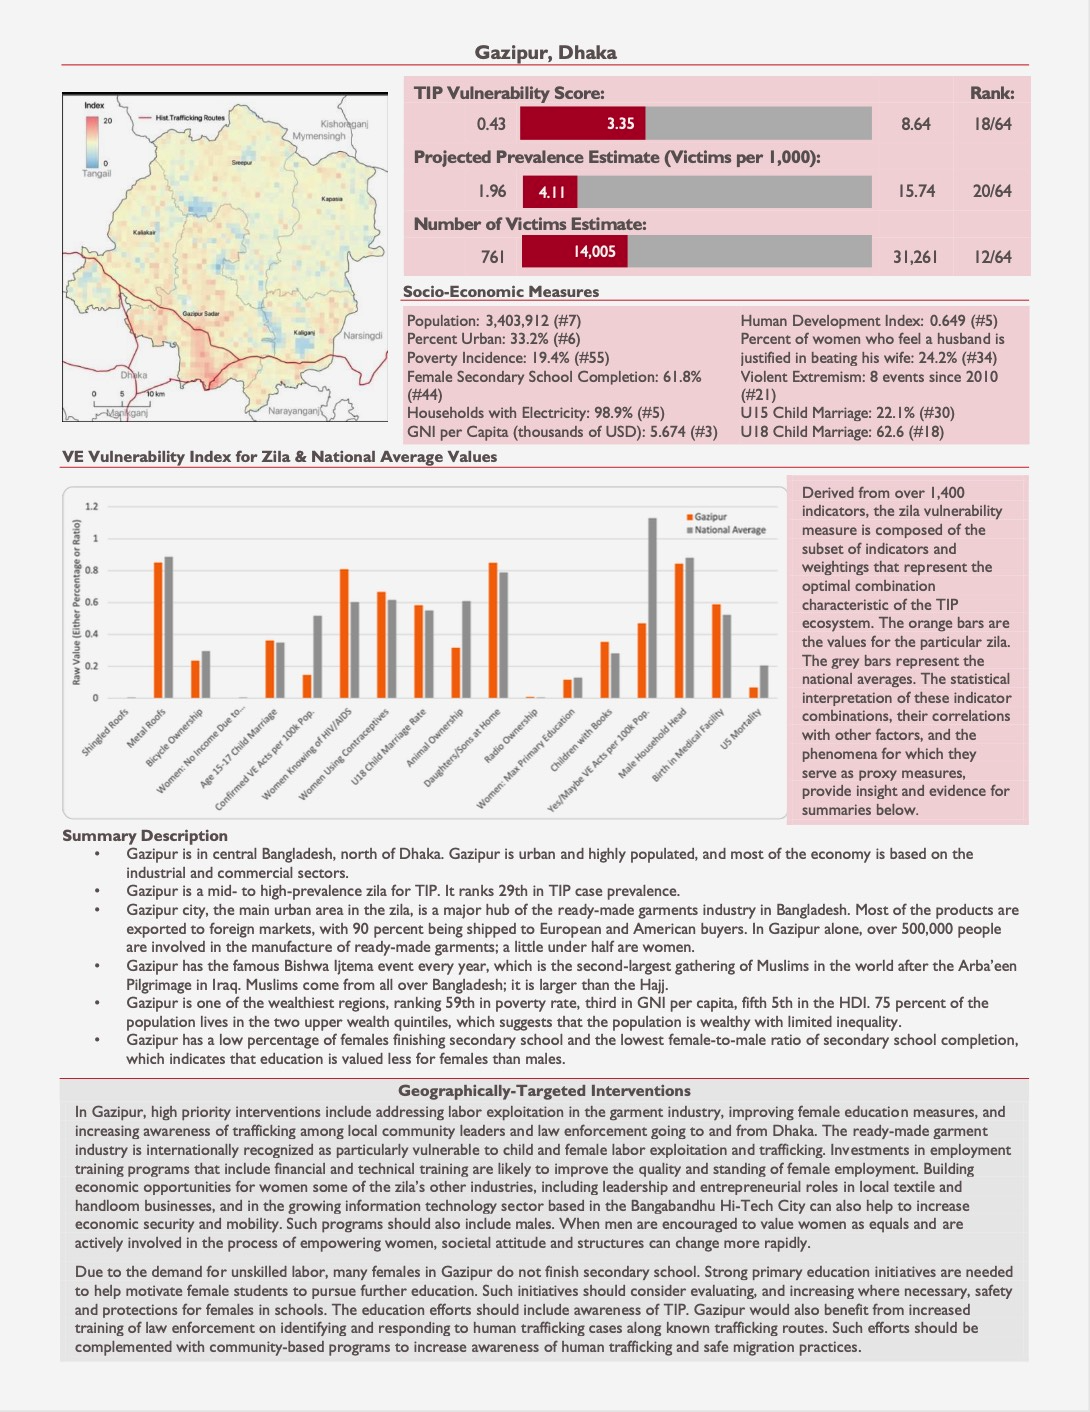 Gazipur, Dhaka
Index
20
0
Hist.Trafficking Routes
Kishoreganj
Mymensingh
Tangail
Sreepur
Kapasia
Kaliakair
Gazipur Sadar
Kaliganj
Narsingdi
Dhaka
0 5 10 km
Manikganj
Narayanganj
TIP Vulnerability Score: Rank:
0.43 3.35 8.64 18/64
Projected Prevalence Estimate (Victims per 1,000):
1.96 4.11 15.74 20/64
Number of Victims Estimate:
761 14,005 31,261 12/64
Socio-Economic Measures
Population: 3,403,912 (#7)
Percent Urban: 33.2% (#6)
Poverty Incidence: 19.4% (#55)
Female Secondary School Completion: 61.8%
(#44)
Households with Electricity: 98.9% (#5)
GNI per Capita (thousands of USD): 5.674 (#3)
Human Development Index: 0.649 (#5)
Percent of women who feel a husband is
justified in beating his wife: 24.2% (#34)
Violent Extremism: 8 events since 2010
(#21)
U15 Child Marriage: 22.1% (#30)
U18 Child Marriage: 62.6 (#18)
VE Vulnerability Index for Zila & National Average Values
Raw Value (Either Percentage or Ratio)
1.2
1
0.8
0.6
0.4
0.2
0
Gazipur
National Average
Shingled Roofs
Metal Roofs
Bicycle Ownership
Women: No Income Due to...
Age 15-17 Child Marriage
Confirmed VE Acts per 100k Pop.
Women Knowing of HIV/AIDS
Women Using Contraceptives
U18 Child Marriage Rate
Animal Ownership
Daughters/Sons at Home
Radio Ownership
Women: Max Primary Education
Children with Books
Yes/Maybe VE Acts per 100k Pop.
Male Household Head
Birth in Medical Facility
U5 Mortality
Derived from over 1,400
indicators, the zila vulnerability
measure is composed of the
subset of indicators and
weightings that represent the
optimal combination
characteristic of the TIP
ecosystem. The orange bars are
the values for the particular zila.
The grey bars represent the
national averages. The statistical
interpretation of these indicator
combinations, their correlations
with other factors, and the
phenomena for which they
serve as proxy measures,
provide insight and evidence for
summaries below.
Summary Description
• Gazipur is in central Bangladesh, north of Dhaka. Gazipur is urban and highly populated, and most of the economy is based on the
industrial and commercial sectors.
• Gazipur is a mid- to high-prevalence zila for TIP. It ranks 29th in TIP case prevalence.
• Gazipur city, the main urban area in the zila, is a major hub of the ready-made garments industry in Bangladesh. Most of the products are
exported to foreign markets, with 90 percent being shipped to European and American buyers. In Gazipur alone, over 500,000 people
are involved in the manufacture of ready-made garments; a little under half are women.
• Gazipur has the famous Bishwa Ijtema event every year, which is the second-largest gathering of Muslims in the world after the Arba’een
Pilgrimage in Iraq. Muslims come from all over Bangladesh; it is larger than the Hajj.
• Gazipur is one of the wealthiest regions, ranking 59th in poverty rate, third in GNI per capita, fifth 5th in the HDI. 75 percent of the
population lives in the two upper wealth quintiles, which suggests that the population is wealthy with limited inequality.
• Gazipur has a low percentage of females finishing secondary school and the lowest female-to-male ratio of secondary school completion,
which indicates that education is valued less for females than males.
Geographically-Targeted Interventions
In Gazipur, high priority interventions include addressing labor exploitation in the garment industry, improving female education measures, and
increasing awareness of trafficking among local community leaders and law enforcement going to and from Dhaka. The ready-made garment
industry is internationally recognized as particularly vulnerable to child and female labor exploitation and trafficking. Investments in employment
training programs that include financial and technical training are likely to improve the quality and standing of female employment. Building
economic opportunities for women some of the zila’s other industries, including leadership and entrepreneurial roles in local textile and
handloom businesses, and in the growing information technology sector based in the Bangabandhu Hi-Tech City can also help to increase
economic security and mobility. Such programs should also include males. When men are encouraged to value women as equals and are
actively involved in the process of empowering women, societal attitude and structures can change more rapidly.
Due to the demand for unskilled labor, many females in Gazipur do not finish secondary school. Strong primary education initiatives are needed
to help motivate female students to pursue further education. Such initiatives should consider evaluating, and increasing where necessary, safety
and protections for females in schools. The education efforts should include awareness of TIP. Gazipur would also benefit from increased
training of law enforcement on identifying and responding to human trafficking cases along known trafficking routes. Such efforts should be
complemented with community-based programs to increase awareness of human trafficking and safe migration practices.